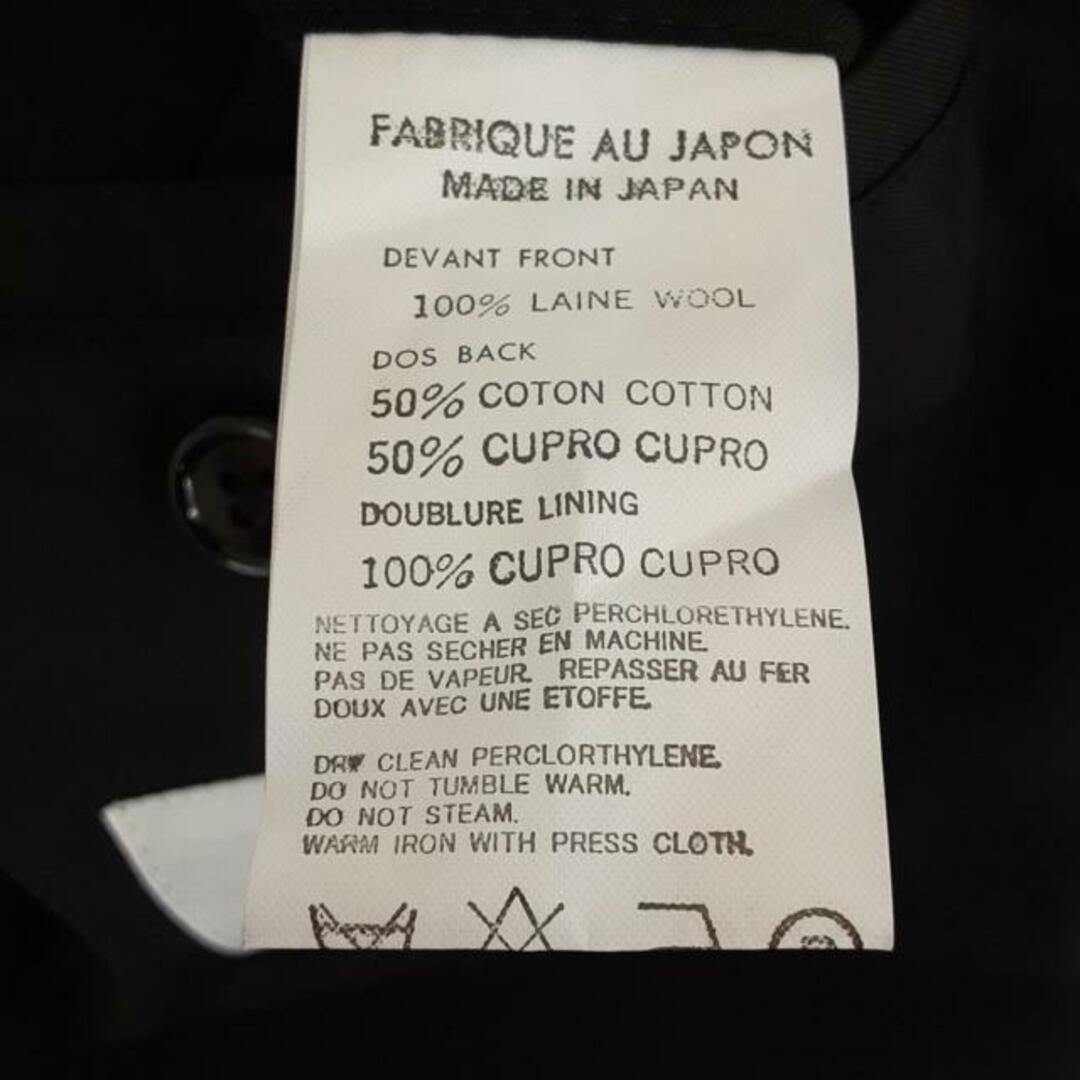 FABRIQUE AU JAPON
MADE IN JAPAN
DEVANT FRONT
100% LAINE WOOL
DOS BACK
50% COTON COTTON
50% CUPRO CUPRO
DOUBLURE LINING
100% CUPRO CUPRO
NETTOYAGE A SEC PERCHLORETHYLENE.
NE PAS SECHER EN MACHINE.
PAS DE VAPEUR. REPASSER AU FER
DOUX AVEC UNE ETOFFE.
DRY CLEAN PERCLORTHYLENE.
DO NOT TUMBLE WARM.
DO NOT STEAM.
WARM IRON WITH PRESS CLOTH.